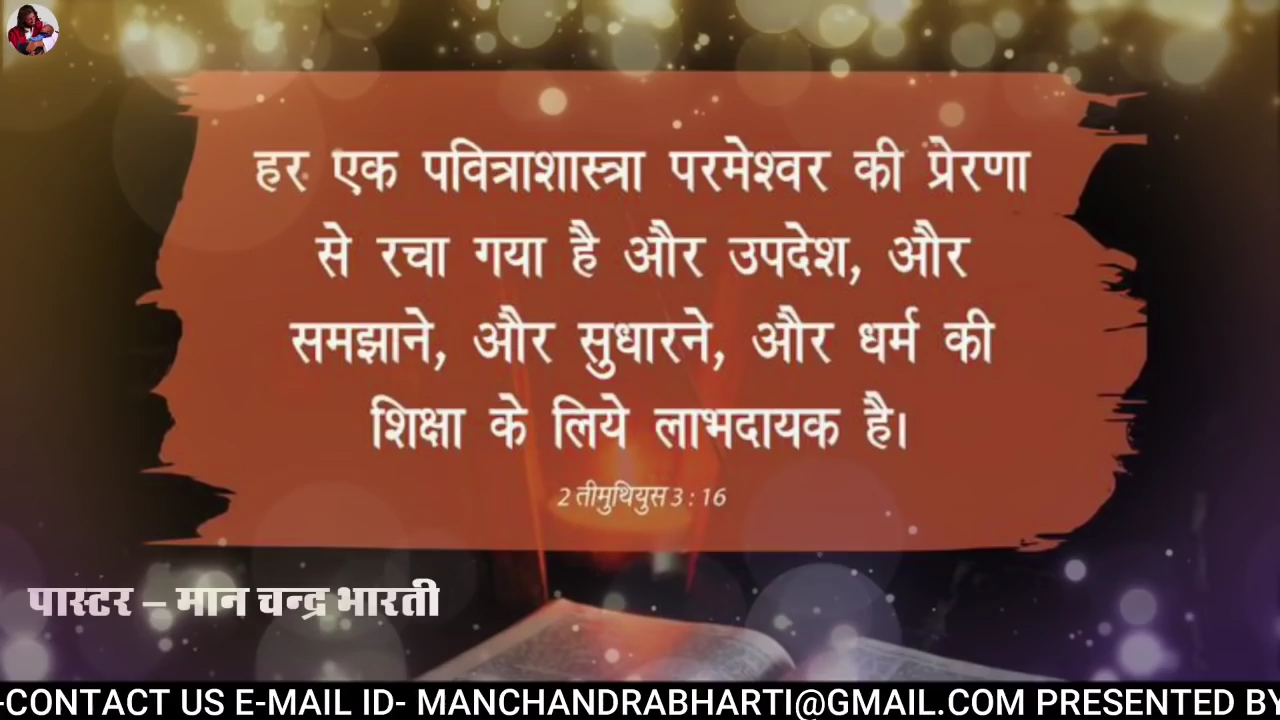 हर एक पवित्राशास्त्रा परमेश्वर की प्रेरणा
से रचा गया है और उपदेश, और
समझाने, और सुधारने, और धर्म की
शिक्षा के लिये लाभदायक है।
2 तीमुथियुस 3 : 16
पास्टर – मान चन्द्र भारती
-CONTACT US E-MAIL ID- MANCHANDRABHARTI@GMAIL.COM PRESENTED BY